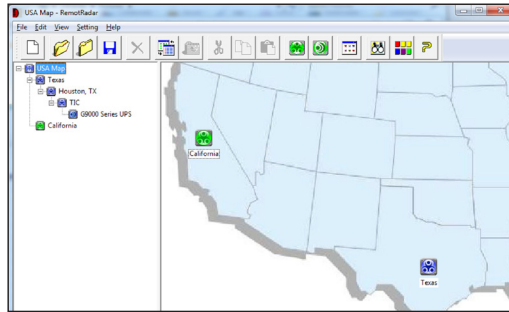 USA Map - RemotRadar
File Edit View Setting Help
USA Map
Texas
Houston, TX
TIC
G9000 Series UPS
California
California
Texas